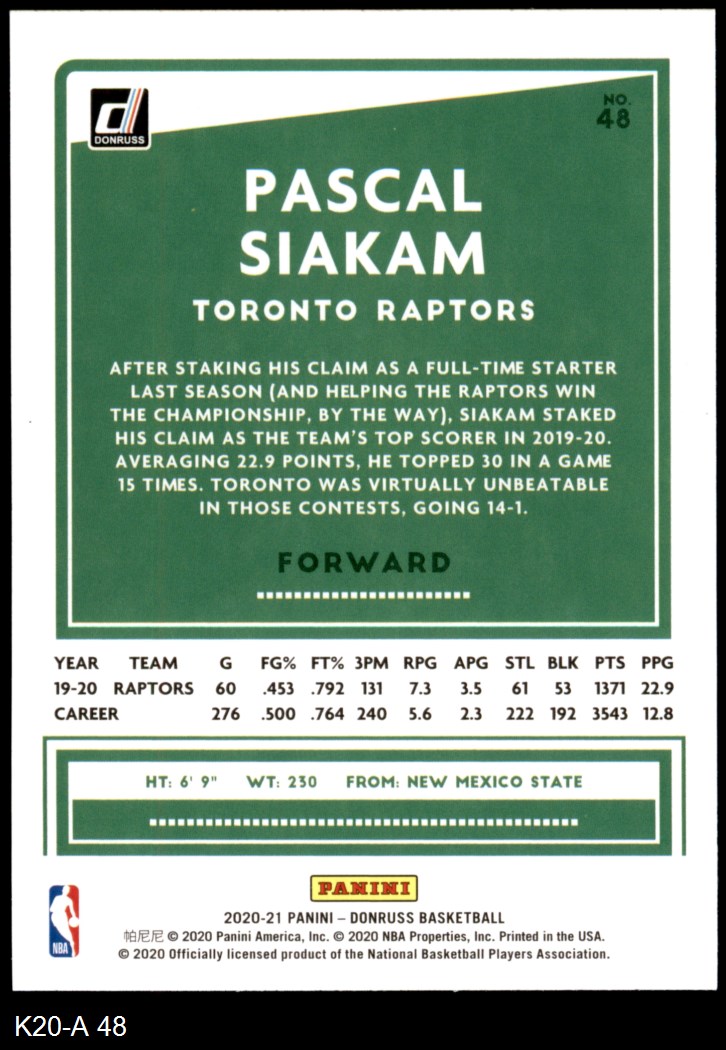 DONRUSS
NO.
48
PASCAL
SIAKAM
TORONTO RAPTORS
AFTER STAKING HIS CLAIM AS A FULL-TIME STARTER
LAST SEASON (AND HELPING THE RAPTORS WIN
THE CHAMPIONSHIP, BY THE WAY), SIAKAM STAKED
HIS CLAIM AS THE TEAM'S TOP SCORER IN 2019-20.
AVERAGING 22.9 POINTS, HE TOPPED 30 IN A GAME
15 TIMES. TORONTO WAS VIRTUALLY UNBEATABLE
IN THOSE CONTESTS, GOING 14-1.
FORWARD
YEAR TEAM G FG% FT% 3PM RPG APG STL BLK PTS PPG
19-20 RAPTORS 60 .453 .792 131 7.3 3.5 61 53 1371 22.9
CAREER 276 .500 .764 240 5.6 2.3 222 192 3543 12.8
HT: 6' 9" WT: 230 FROM: NEW MEXICO STATE
PANINI
NBA
2020-21 PANINI – DONRUSS BASKETBALL
帕尼尼 © 2020 Panini America, Inc. © 2020 NBA Properties, Inc. Printed in the USA.
© 2020 Officially licensed product of the National Basketball Players Association.
K20-A 48